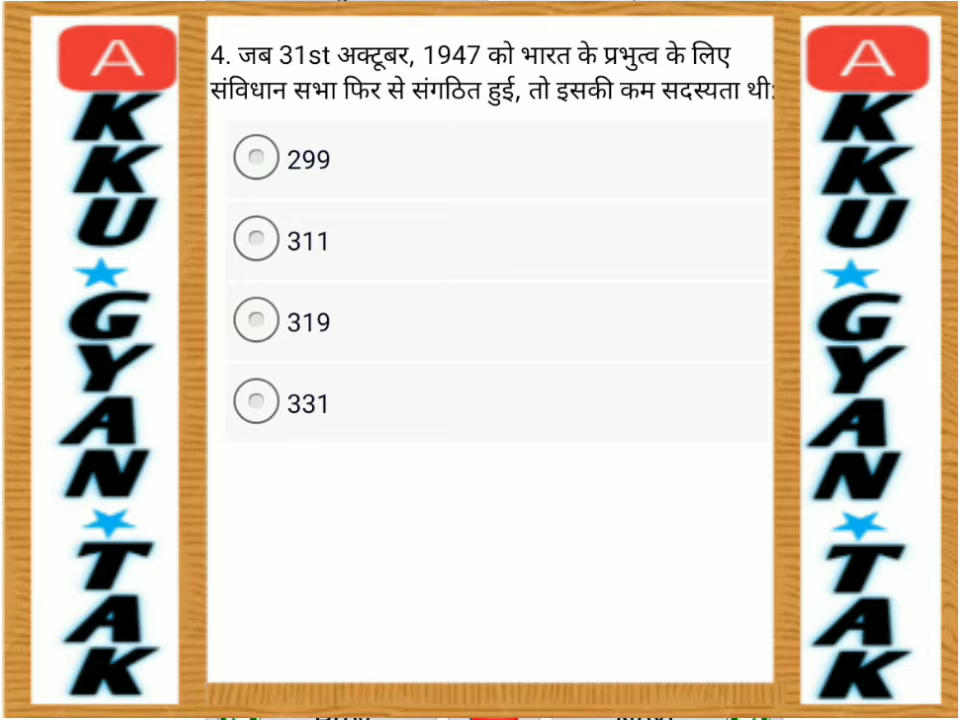 A
KKU GYAN TAK
4. जब 31st अक्टूबर, 1947 को भारत के प्रभुत्व के लिए
संविधान सभा फिर से संगठित हुई, तो इसकी कम सदस्यता थी:
299
311
319
331
A
KKU GYAN TAK